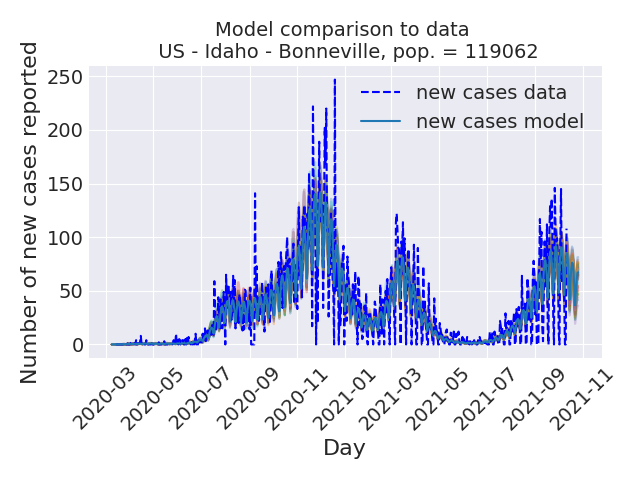 Model comparison to data
US - Idaho - Bonneville, pop. = 119062
Number of new cases reported
250
200
150
100
50
0
new cases data
new cases model
2020-03
2020-05
2020-07
2020-09
2020-11
2021-01
2021-03
2021-05
2021-07
2021-09
2021-11
Day